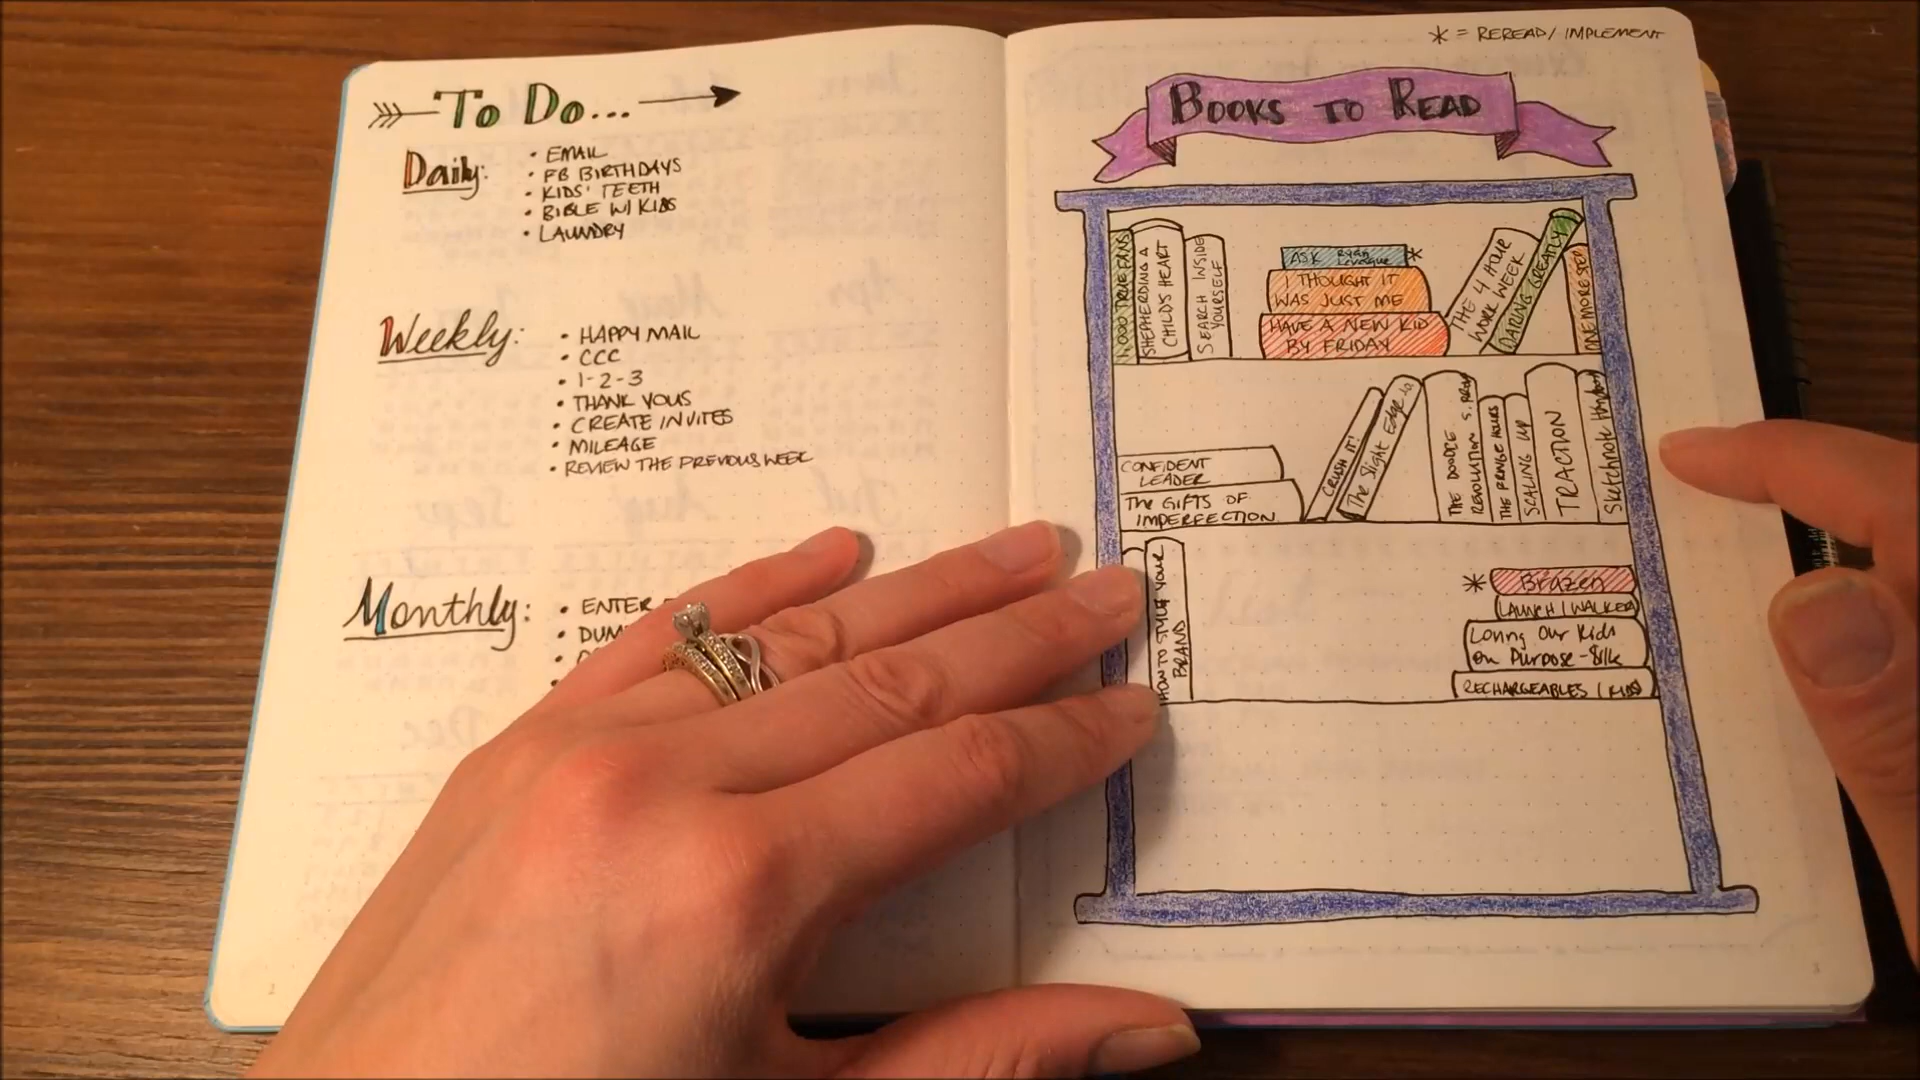 To Do...
Daily:
• EMAIL
• FB BIRTHDAYS
• KIDS' TEETH
• BIBLE W/ KIDS
• LAUNDRY
Weekly:
• HAPPY MAIL
• CCC
• 1-2-3
• THANK YOUS
• CREATE INVITES
• MILEAGE
• REVIEW THE PREVIOUS WEEK
Monthly:
• ENTER
* = REREAD/ IMPLEMENT
BOOKS TO READ
1,000 TRUE FANS
SHEPHERDING A
CHILD'S HEART
SEARCH INSIDE
YOURSELF
ASK Ryan
Levesque *
I THOUGHT IT
WAS JUST ME
HAVE A NEW KID
BY FRIDAY
THE 4 HOUR
WORK WEEK
DARING GREATLY
ONE MORE STEP
CONFIDENT
LEADER
The GIFTS OF
IMPERFECTION
CRUSH IT!
The Slight Edge
THE DOODLE
REVOLUTION
THE FRINGE HOURS
SCALING UP
TRACTION
Sketchnote
HOW TO STYLE YOUR
BRAND
* Brazen
LAUNCH / WALKER
Loving Our Kids
on Purpose - Silk
RECHARGEABLES / KIDS